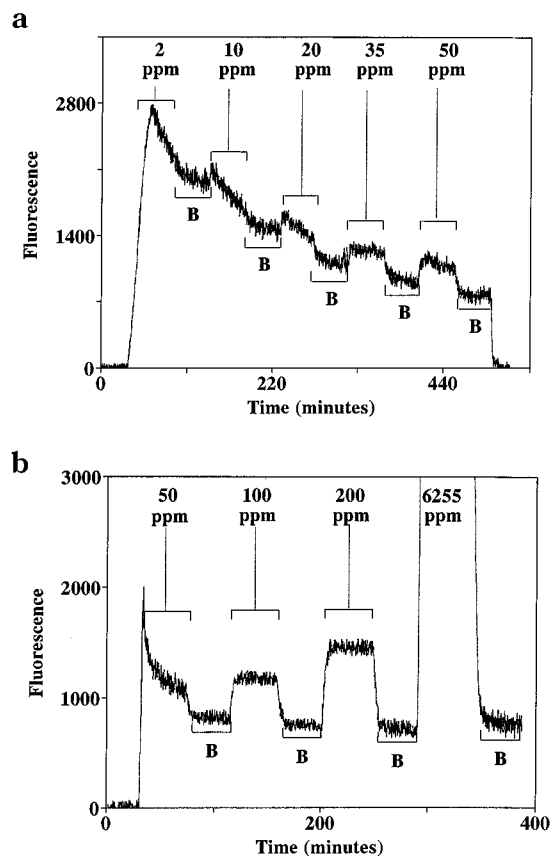 a
2 10 20 35 50
ppm ppm ppm ppm ppm
2800
1400
0
Fluorescence
B B B B B
0 220 440
Time (minutes)
b
3000
2000
1000
0
Fluorescence
50 100 200 6255
ppm ppm ppm ppm
B B B B
0 200 400
Time (minutes)